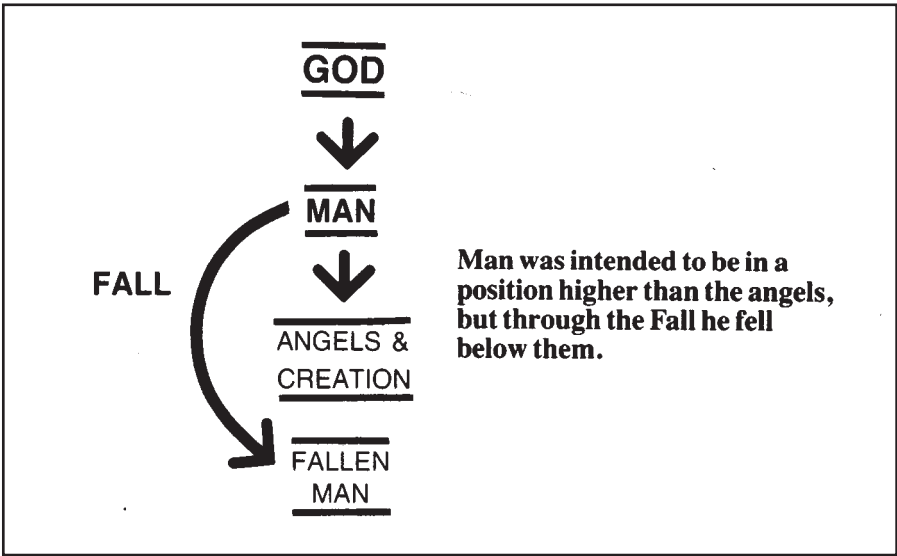 GOD
MAN
FALL
ANGELS &
CREATION
FALLEN
MAN
Man was intended to be in a
position higher than the angels,
but through the Fall he fell
below them.